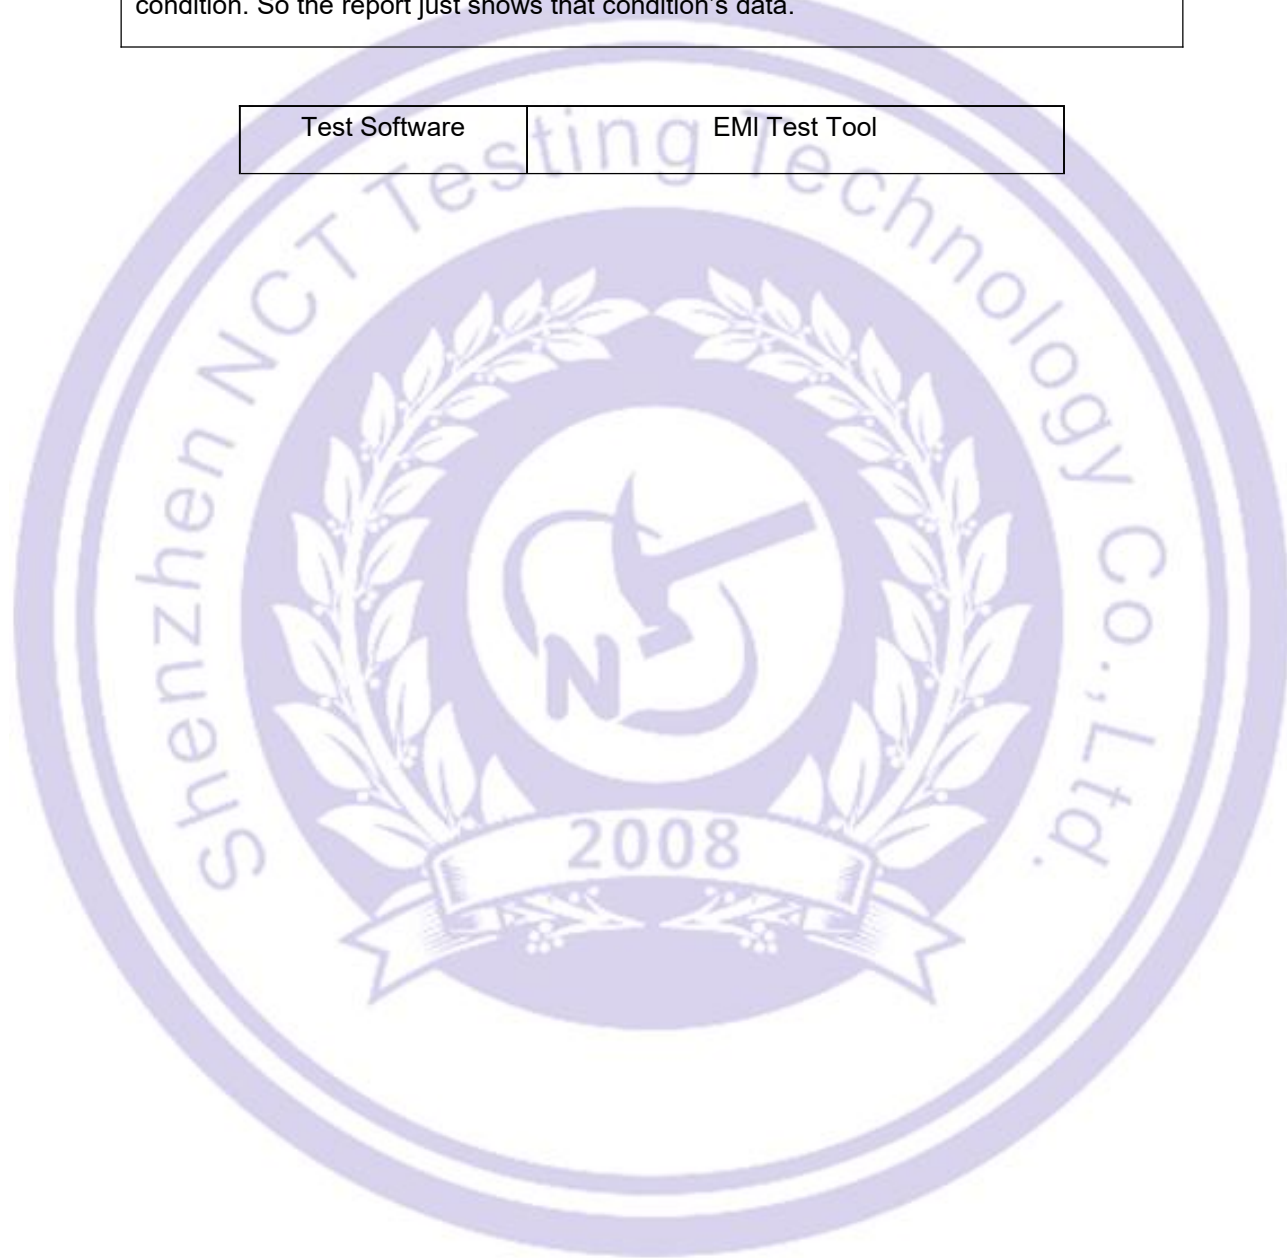 condition. So the report just shows that condition's data.
Test Software EMI Test Tool
Shenzhen NCT Testing Technology Co., Ltd.
N
2008